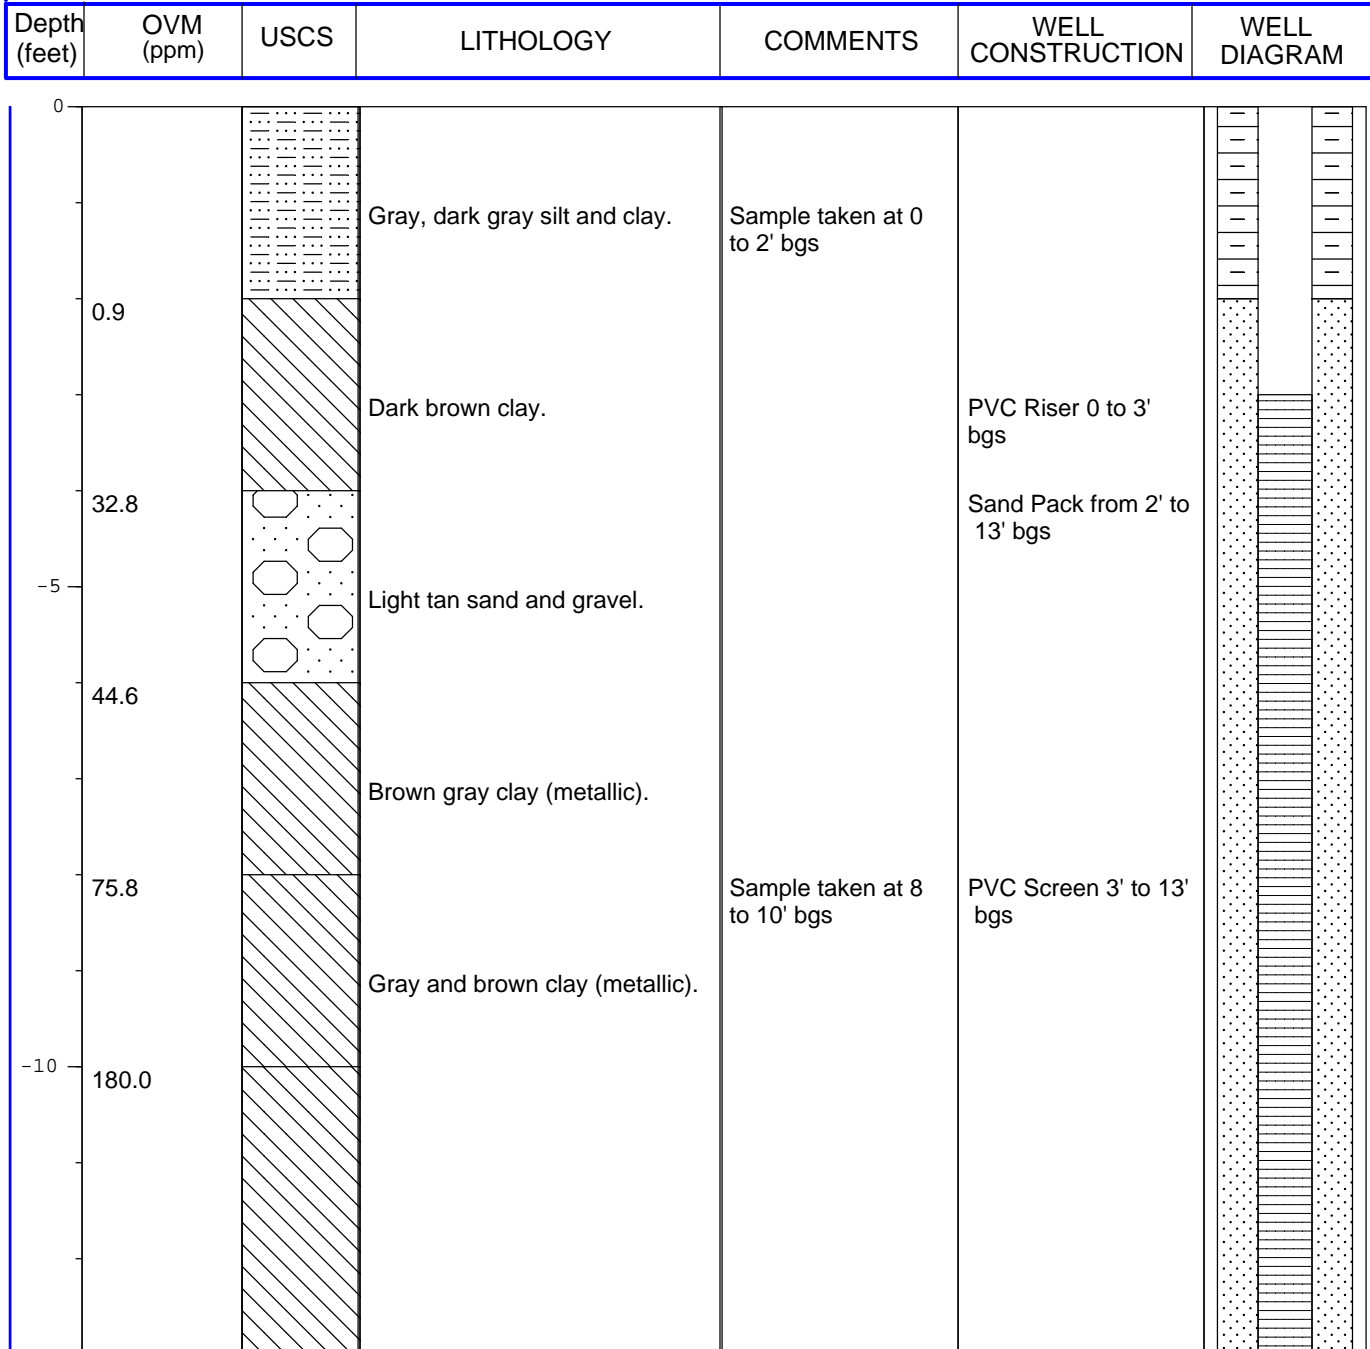 Depth
(feet)
OVM
(ppm)
USCS
LITHOLOGY
COMMENTS
WELL
CONSTRUCTION
WELL
DIAGRAM
0
Gray, dark gray silt and clay.
Sample taken at 0
to 2' bgs
0.9
Dark brown clay.
PVC Riser 0 to 3'
bgs
32.8
Sand Pack from 2' to
13' bgs
-5
Light tan sand and gravel.
44.6
Brown gray clay (metallic).
75.8
Sample taken at 8
to 10' bgs
PVC Screen 3' to 13'
bgs
Gray and brown clay (metallic).
-10
180.0